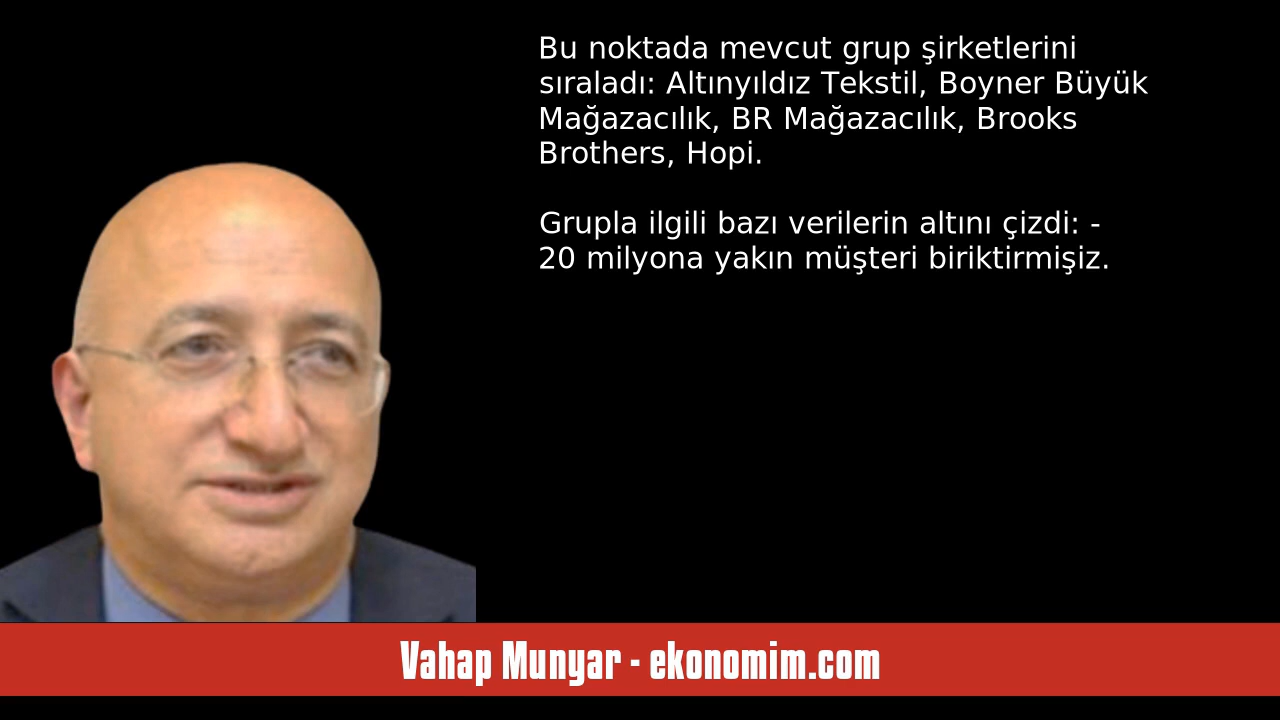 Bu noktada mevcut grup şirketlerini
sıraladı: Altınyıldız Tekstil, Boyner Büyük
Mağazacılık, BR Mağazacılık, Brooks
Brothers, Hopi.
Grupla ilgili bazı verilerin altını çizdi: -
20 milyona yakın müşteri biriktirmişiz.
Vahap Munyar - ekonomim.com